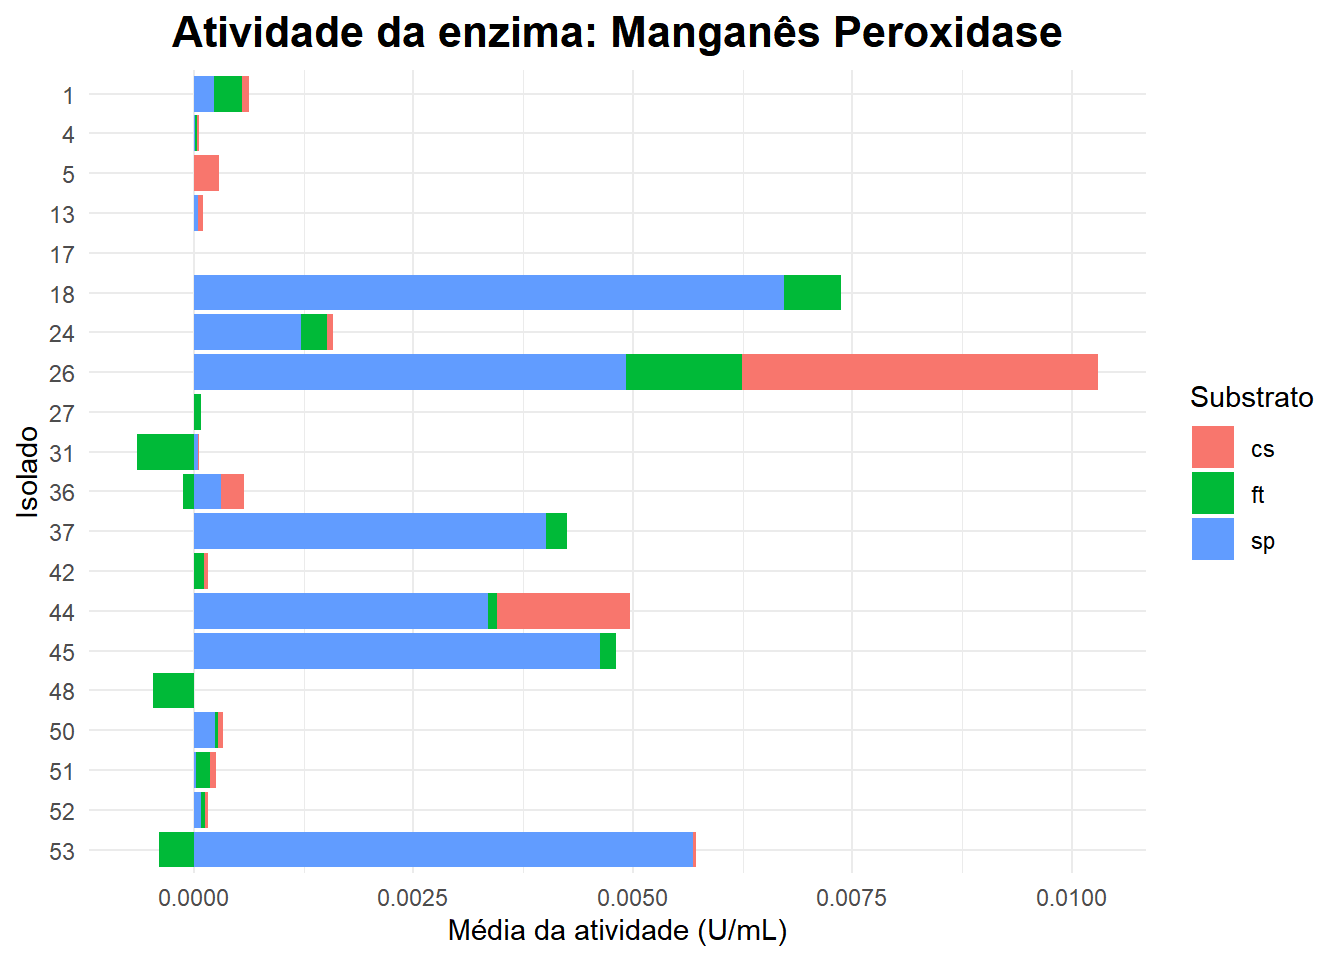 Atividade da enzima: Manganês Peroxidase
1
4
5
13
17
18
24
26
27
31
36
37
42
44
45
48
50
51
52
53
Isolado
0.0000 0.0025 0.0050 0.0075 0.0100
Média da atividade (U/mL)
Substrato
cs
ft
sp